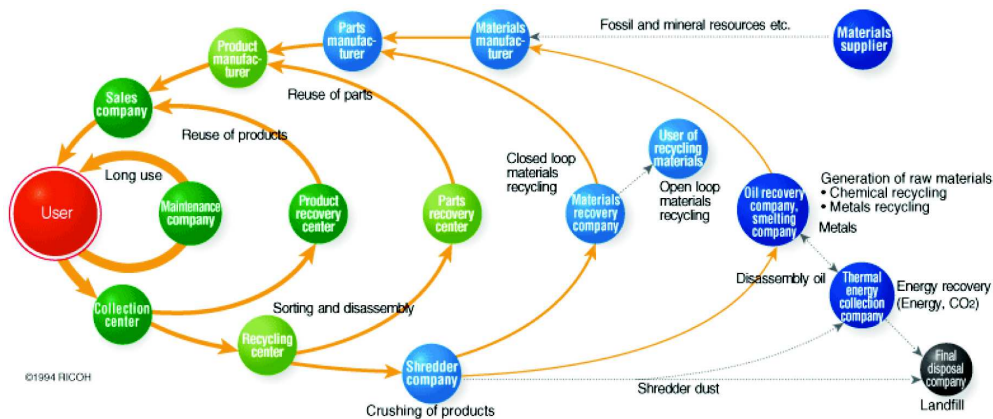 Fossil and mineral resources etc.
Materials
supplier
Materials
manufac-
turer
Parts
manufac-
turer
Product
manufac-
turer
Sales
company
Reuse of parts
Reuse of products
User
Long use
Maintenance
company
Product
recovery
center
Parts
recovery
center
Closed loop
materials
recycling
Materials
recovery
company
User of
recycling
materials
Open loop
materials
recycling
Oil recovery
company,
smelting
company
Generation of raw materials
• Chemical recycling
• Metals recycling
Metals
Disassembly oil
Thermal
energy
collection
company
Energy recovery
(Energy, CO2)
Collection
center
Sorting and disassembly
Recycling
center
Shredder
company
Crushing of products
Shredder dust
Final
disposal
company
Landfill
©1994 RICOH